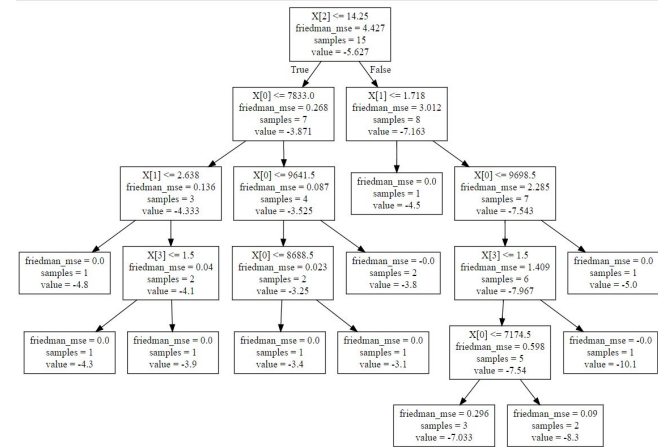 X[2] <= 14.25
friedman_mse = 4.427
samples = 15
value = -5.627
True
False
X[0] <= 7833.0
friedman_mse = 0.268
samples = 7
value = -3.871
X[1] <= 1.718
friedman_mse = 3.012
samples = 8
value = -7.163
X[1] <= 2.638
friedman_mse = 0.136
samples = 3
value = -4.333
X[0] <= 9641.5
friedman_mse = 0.087
samples = 4
value = -3.525
friedman_mse = 0.0
samples = 1
value = -4.5
X[0] <= 9698.5
friedman_mse = 2.285
samples = 7
value = -7.543
friedman_mse = 0.0
samples = 1
value = -4.8
X[3] <= 1.5
friedman_mse = 0.04
samples = 2
value = -4.1
X[0] <= 8688.5
friedman_mse = 0.023
samples = 2
value = -3.25
friedman_mse = -0.0
samples = 2
value = -3.8
X[3] <= 1.5
friedman_mse = 1.409
samples = 6
value = -7.967
friedman_mse = 0.0
samples = 1
value = -5.0
friedman_mse = 0.0
samples = 1
value = -4.3
friedman_mse = 0.0
samples = 1
value = -3.9
friedman_mse = 0.0
samples = 1
value = -3.4
friedman_mse = 0.0
samples = 1
value = -3.1
X[0] <= 7174.5
friedman_mse = 0.598
samples = 5
value = -7.54
friedman_mse = -0.0
samples = 1
value = -10.1
friedman_mse = 0.296
samples = 3
value = -7.033
friedman_mse = 0.09
samples = 2
value = -8.3